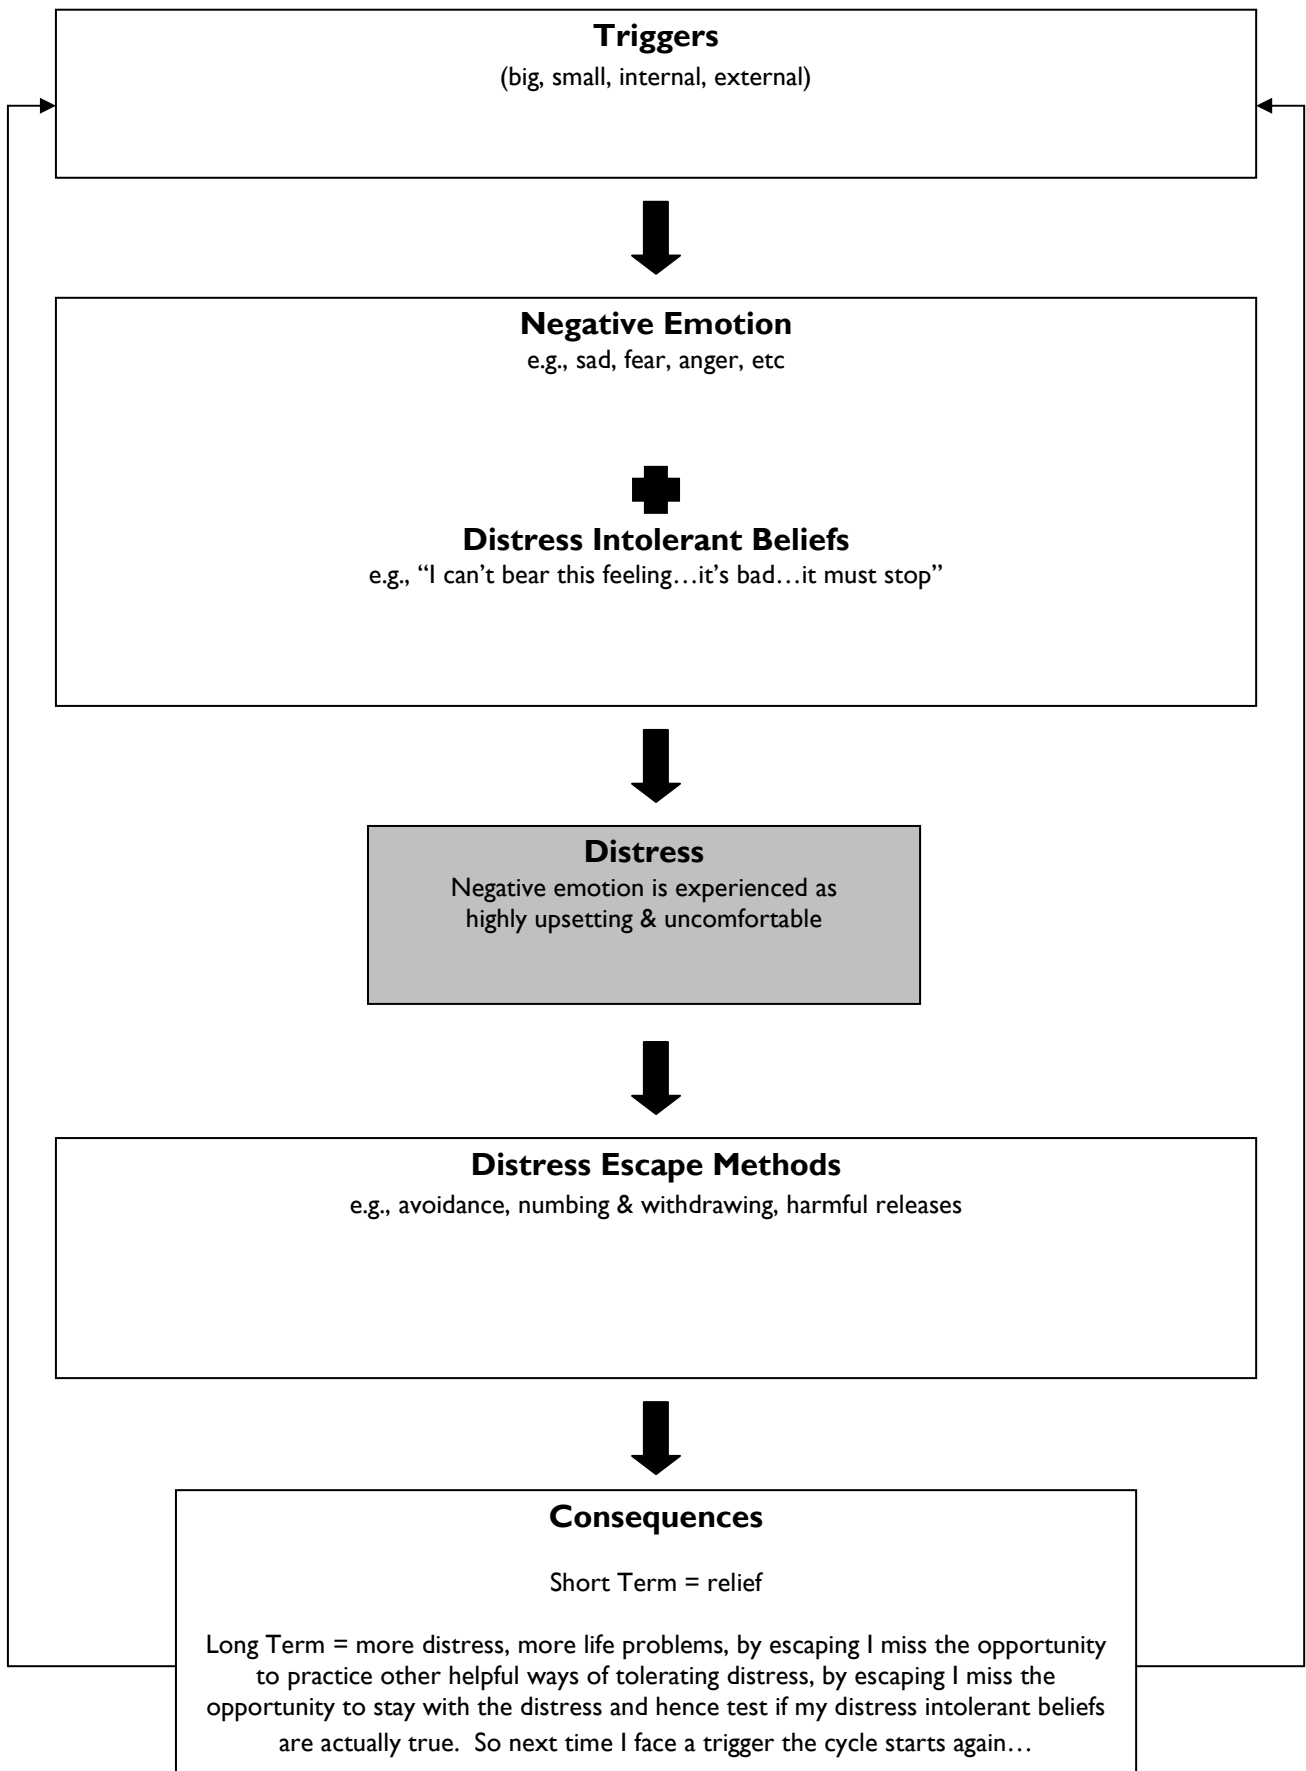 Triggers
(big, small, internal, external)
Negative Emotion
e.g., sad, fear, anger, etc
Distress Intolerant Beliefs
e.g., “I can’t bear this feeling…it’s bad…it must stop”
Distress
Negative emotion is experienced as
highly upsetting & uncomfortable
Distress Escape Methods
e.g., avoidance, numbing & withdrawing, harmful releases
Consequences
Short Term = relief
Long Term = more distress, more life problems, by escaping I miss the opportunity
to practice other helpful ways of tolerating distress, by escaping I miss the
opportunity to stay with the distress and hence test if my distress intolerant beliefs
are actually true.  So next time I face a trigger the cycle starts again…